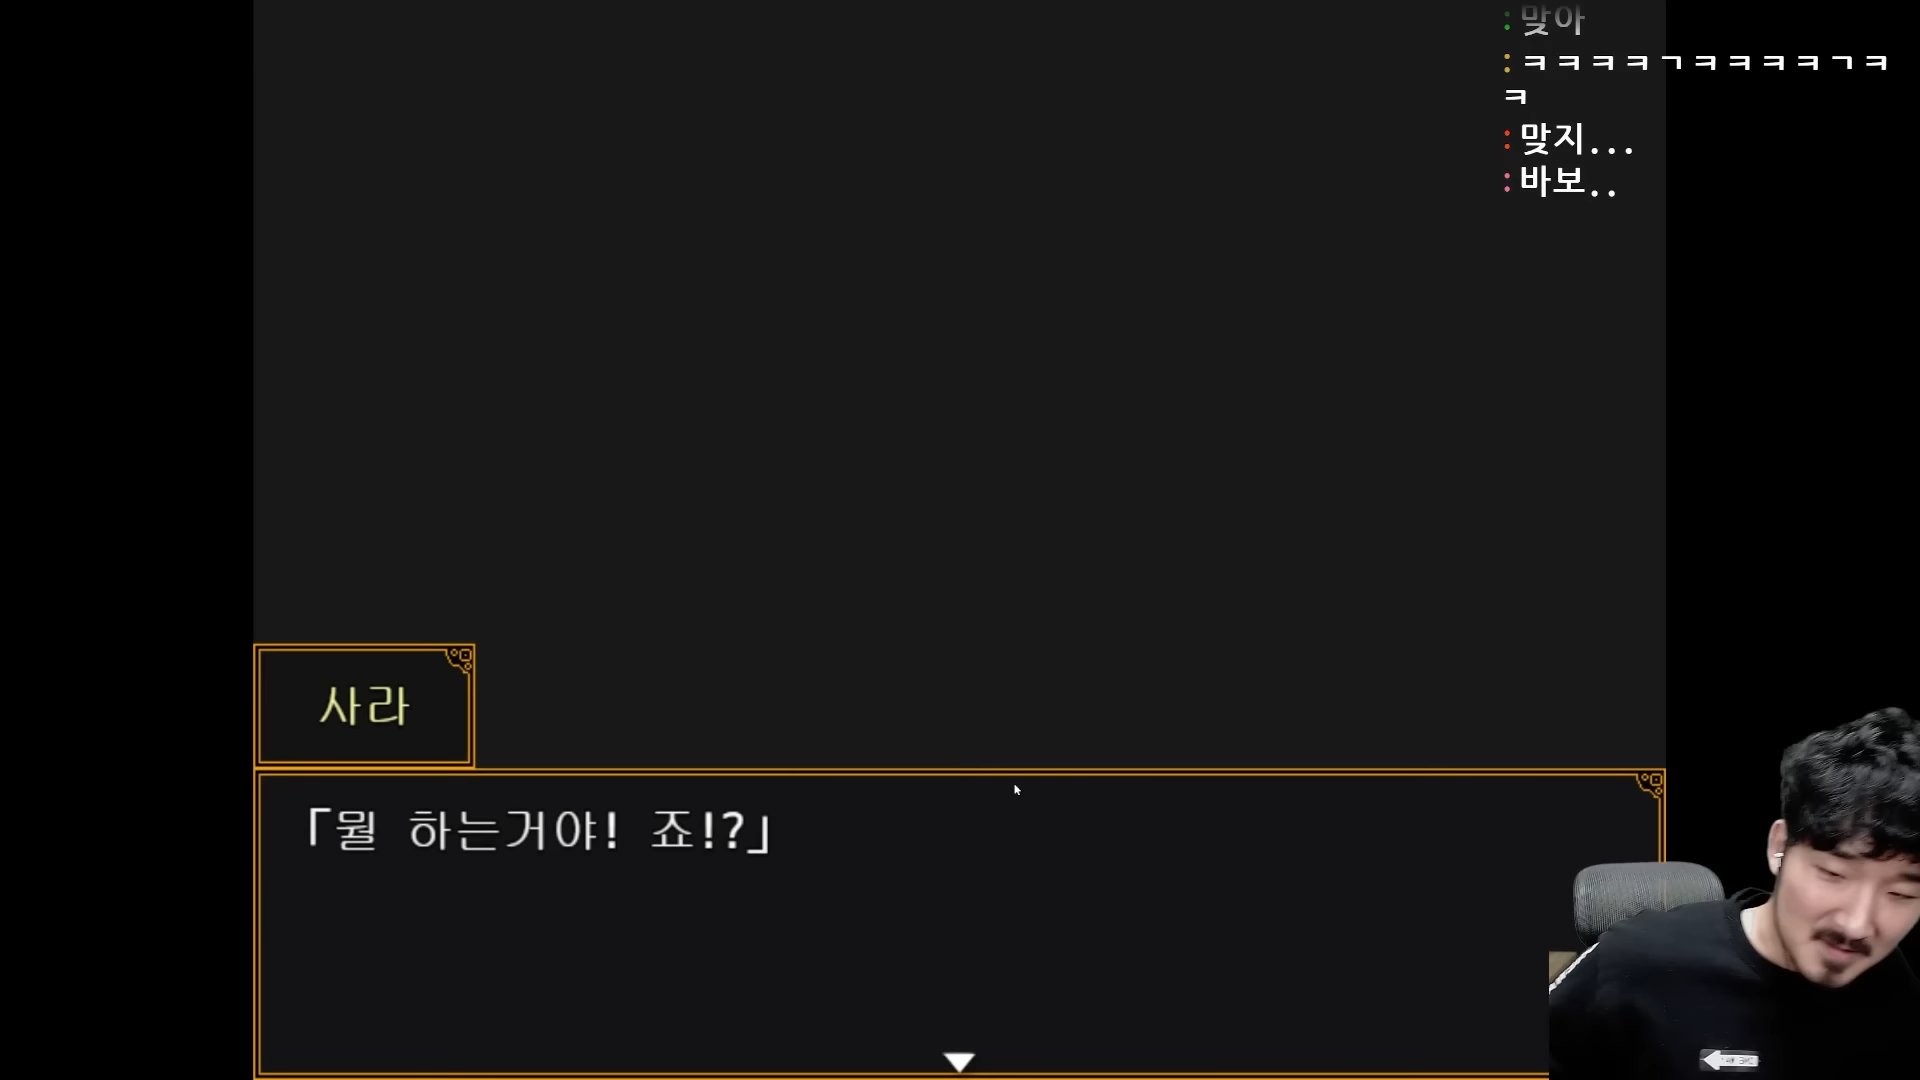 : 맞아
: ㅋㅋㅋㅋㄱㅋㅋㅋㅋㄱㅋ
ㅋ
: 맞지...
: 바보..
사라
「뭘 하는거야! 죠!?」